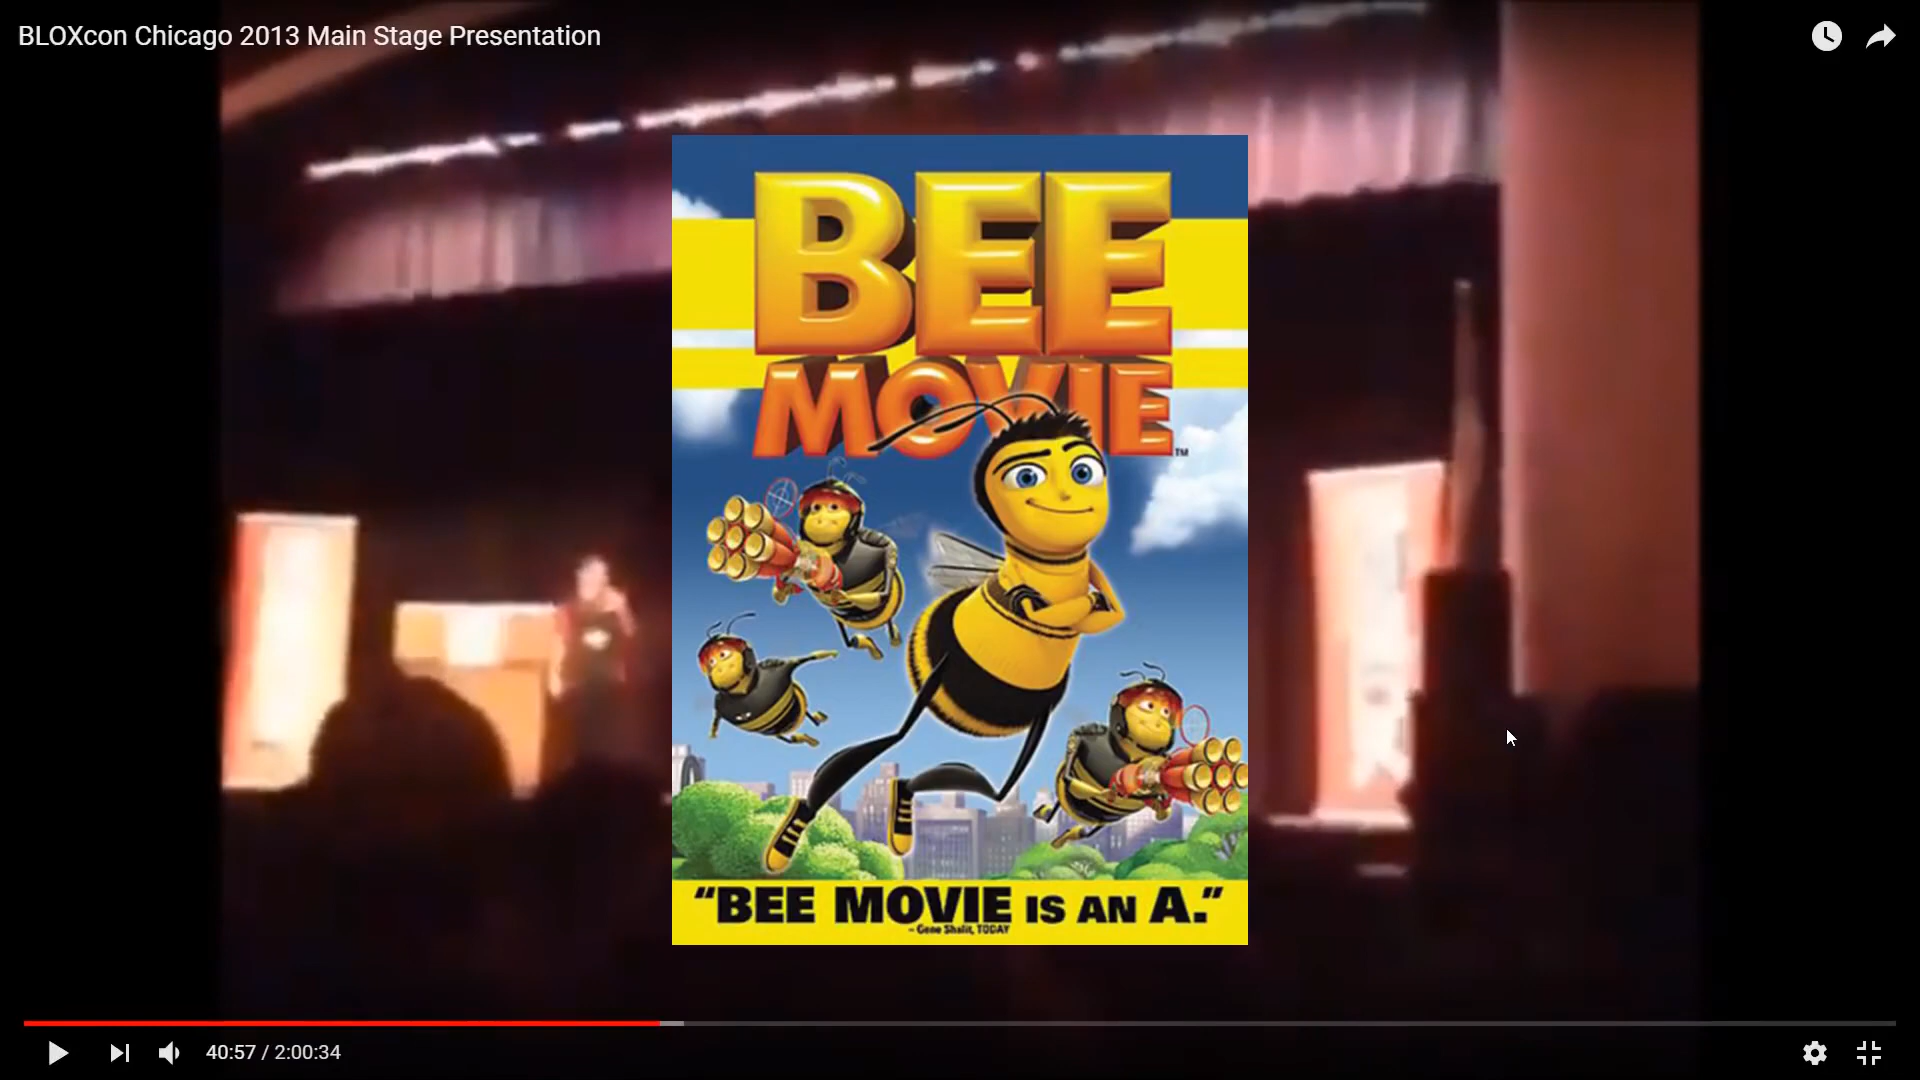 BLOXcon Chicago 2013 Main Stage Presentation
BEE
MOVIE
TM
"BEE MOVIE IS AN A."
– Gene Shalit, TODAY
40:57 / 2:00:34